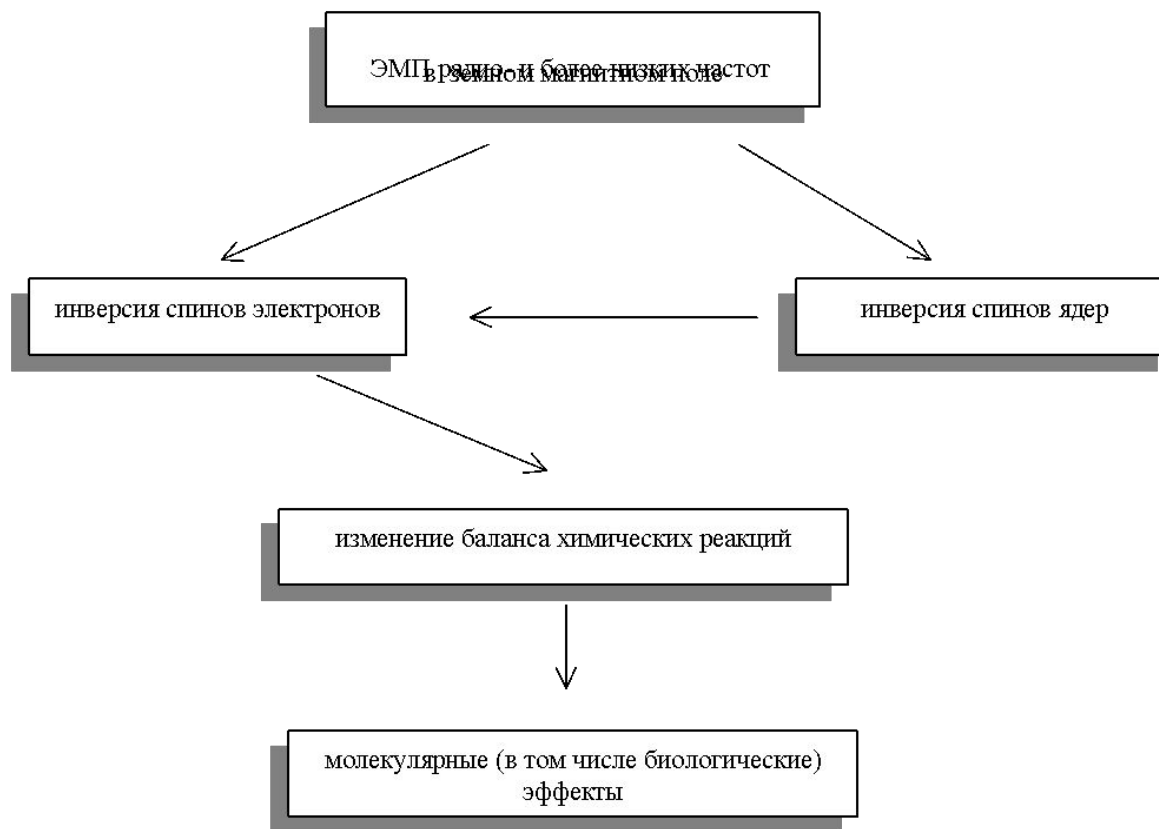 ЭМП радио- и более низких частот
в земном магнитном поле
инверсия спинов электронов
инверсия спинов ядер
изменение баланса химических реакций
молекулярные (в том числе биологические)
эффекты